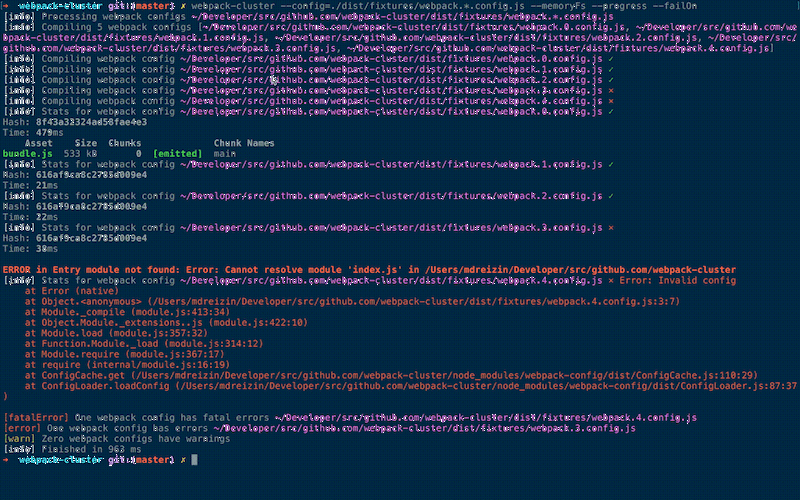 ➜ webpack-cluster git:(master) ✗ webpack-cluster --config=./dist/fixtures/webpack.*.config.js --memoryFs --progress --failOn
[info] Processing webpack configs ~/Developer/src/github.com/webpack-cluster/dist/fixtures/webpack.*.config.js
[info] Compiling 5 webpack configs [~/Developer/src/github.com/webpack-cluster/dist/fixtures/webpack.0.config.js, ~/Developer/src/github.com/we
bpack-cluster/dist/fixtures/webpack.1.config.js, ~/Developer/src/github.com/webpack-cluster/dist/fixtures/webpack.2.config.js, ~/Developer/src/
github.com/webpack-cluster/dist/fixtures/webpack.3.config.js, ~/Developer/src/github.com/webpack-cluster/dist/fixtures/webpack.4.config.js]
[info] Compiling webpack config ~/Developer/src/github.com/webpack-cluster/dist/fixtures/webpack.0.config.js ✓
[info] Compiling webpack config ~/Developer/src/github.com/webpack-cluster/dist/fixtures/webpack.1.config.js ✓
[info] Compiling webpack config ~/Developer/src/github.com/webpack-cluster/dist/fixtures/webpack.2.config.js ✓
[info] Compiling webpack config ~/Developer/src/github.com/webpack-cluster/dist/fixtures/webpack.3.config.js ✗
[info] Compiling webpack config ~/Developer/src/github.com/webpack-cluster/dist/fixtures/webpack.4.config.js ✗
[info] Stats for webpack config ~/Developer/src/github.com/webpack-cluster/dist/fixtures/webpack.0.config.js ✓
Hash:
Time: 479ms
Asset Size Chunks Chunk Names
bundle.js 533 kB 0 [emitted] main
[info] Stats for webpack config ~/Developer/src/github.com/webpack-cluster/dist/fixtures/webpack.1.config.js ✓
Hash: 616af9ca8c2785d009e4
Time: 21ms
[info] Stats for webpack config ~/Developer/src/github.com/webpack-cluster/dist/fixtures/webpack.2.config.js ✓
Hash: 616af9ca8c2785d009e4
Time: 22ms
[info] Stats for webpack config ~/Developer/src/github.com/webpack-cluster/dist/fixtures/webpack.3.config.js ✗
Hash: 616af9ca8c2785d009e4
Time: 38ms
ERROR in Entry module not found: Error: Cannot resolve module 'index.js' in /Users/mdreizin/Developer/src/github.com/webpack-cluster
[info] Stats for webpack config ~/Developer/src/github.com/webpack-cluster/dist/fixtures/webpack.4.config.js ✗ Error: Invalid config
at Error (native)
at Object.<anonymous> (/Users/mdreizin/Developer/src/github.com/webpack-cluster/dist/fixtures/webpack.4.config.js:3:7)
at Module._compile (module.js:413:34)
at Object.Module._extensions..js (module.js:422:10)
at Module.load (module.js:357:32)
at Function.Module._load (module.js:314:12)
at Module.require (module.js:367:17)
at require (internal/module.js:16:19)
at ConfigCache.get (/Users/mdreizin/Developer/src/github.com/webpack-cluster/node_modules/webpack-config/dist/ConfigCache.js:110:29)
at ConfigLoader.loadConfig (/Users/mdreizin/Developer/src/github.com/webpack-cluster/node_modules/webpack-config/dist/ConfigLoader.js:87:37
)
[fatalError] One webpack config has fatal errors ~/Developer/src/github.com/webpack-cluster/dist/fixtures/webpack.4.config.js
[error] One webpack config has errors ~/Developer/src/github.com/webpack-cluster/dist/fixtures/webpack.3.config.js
[warn] Zero webpack configs have warnings
[info] Finished in 963 ms
➜ webpack-cluster git:(master) ✗